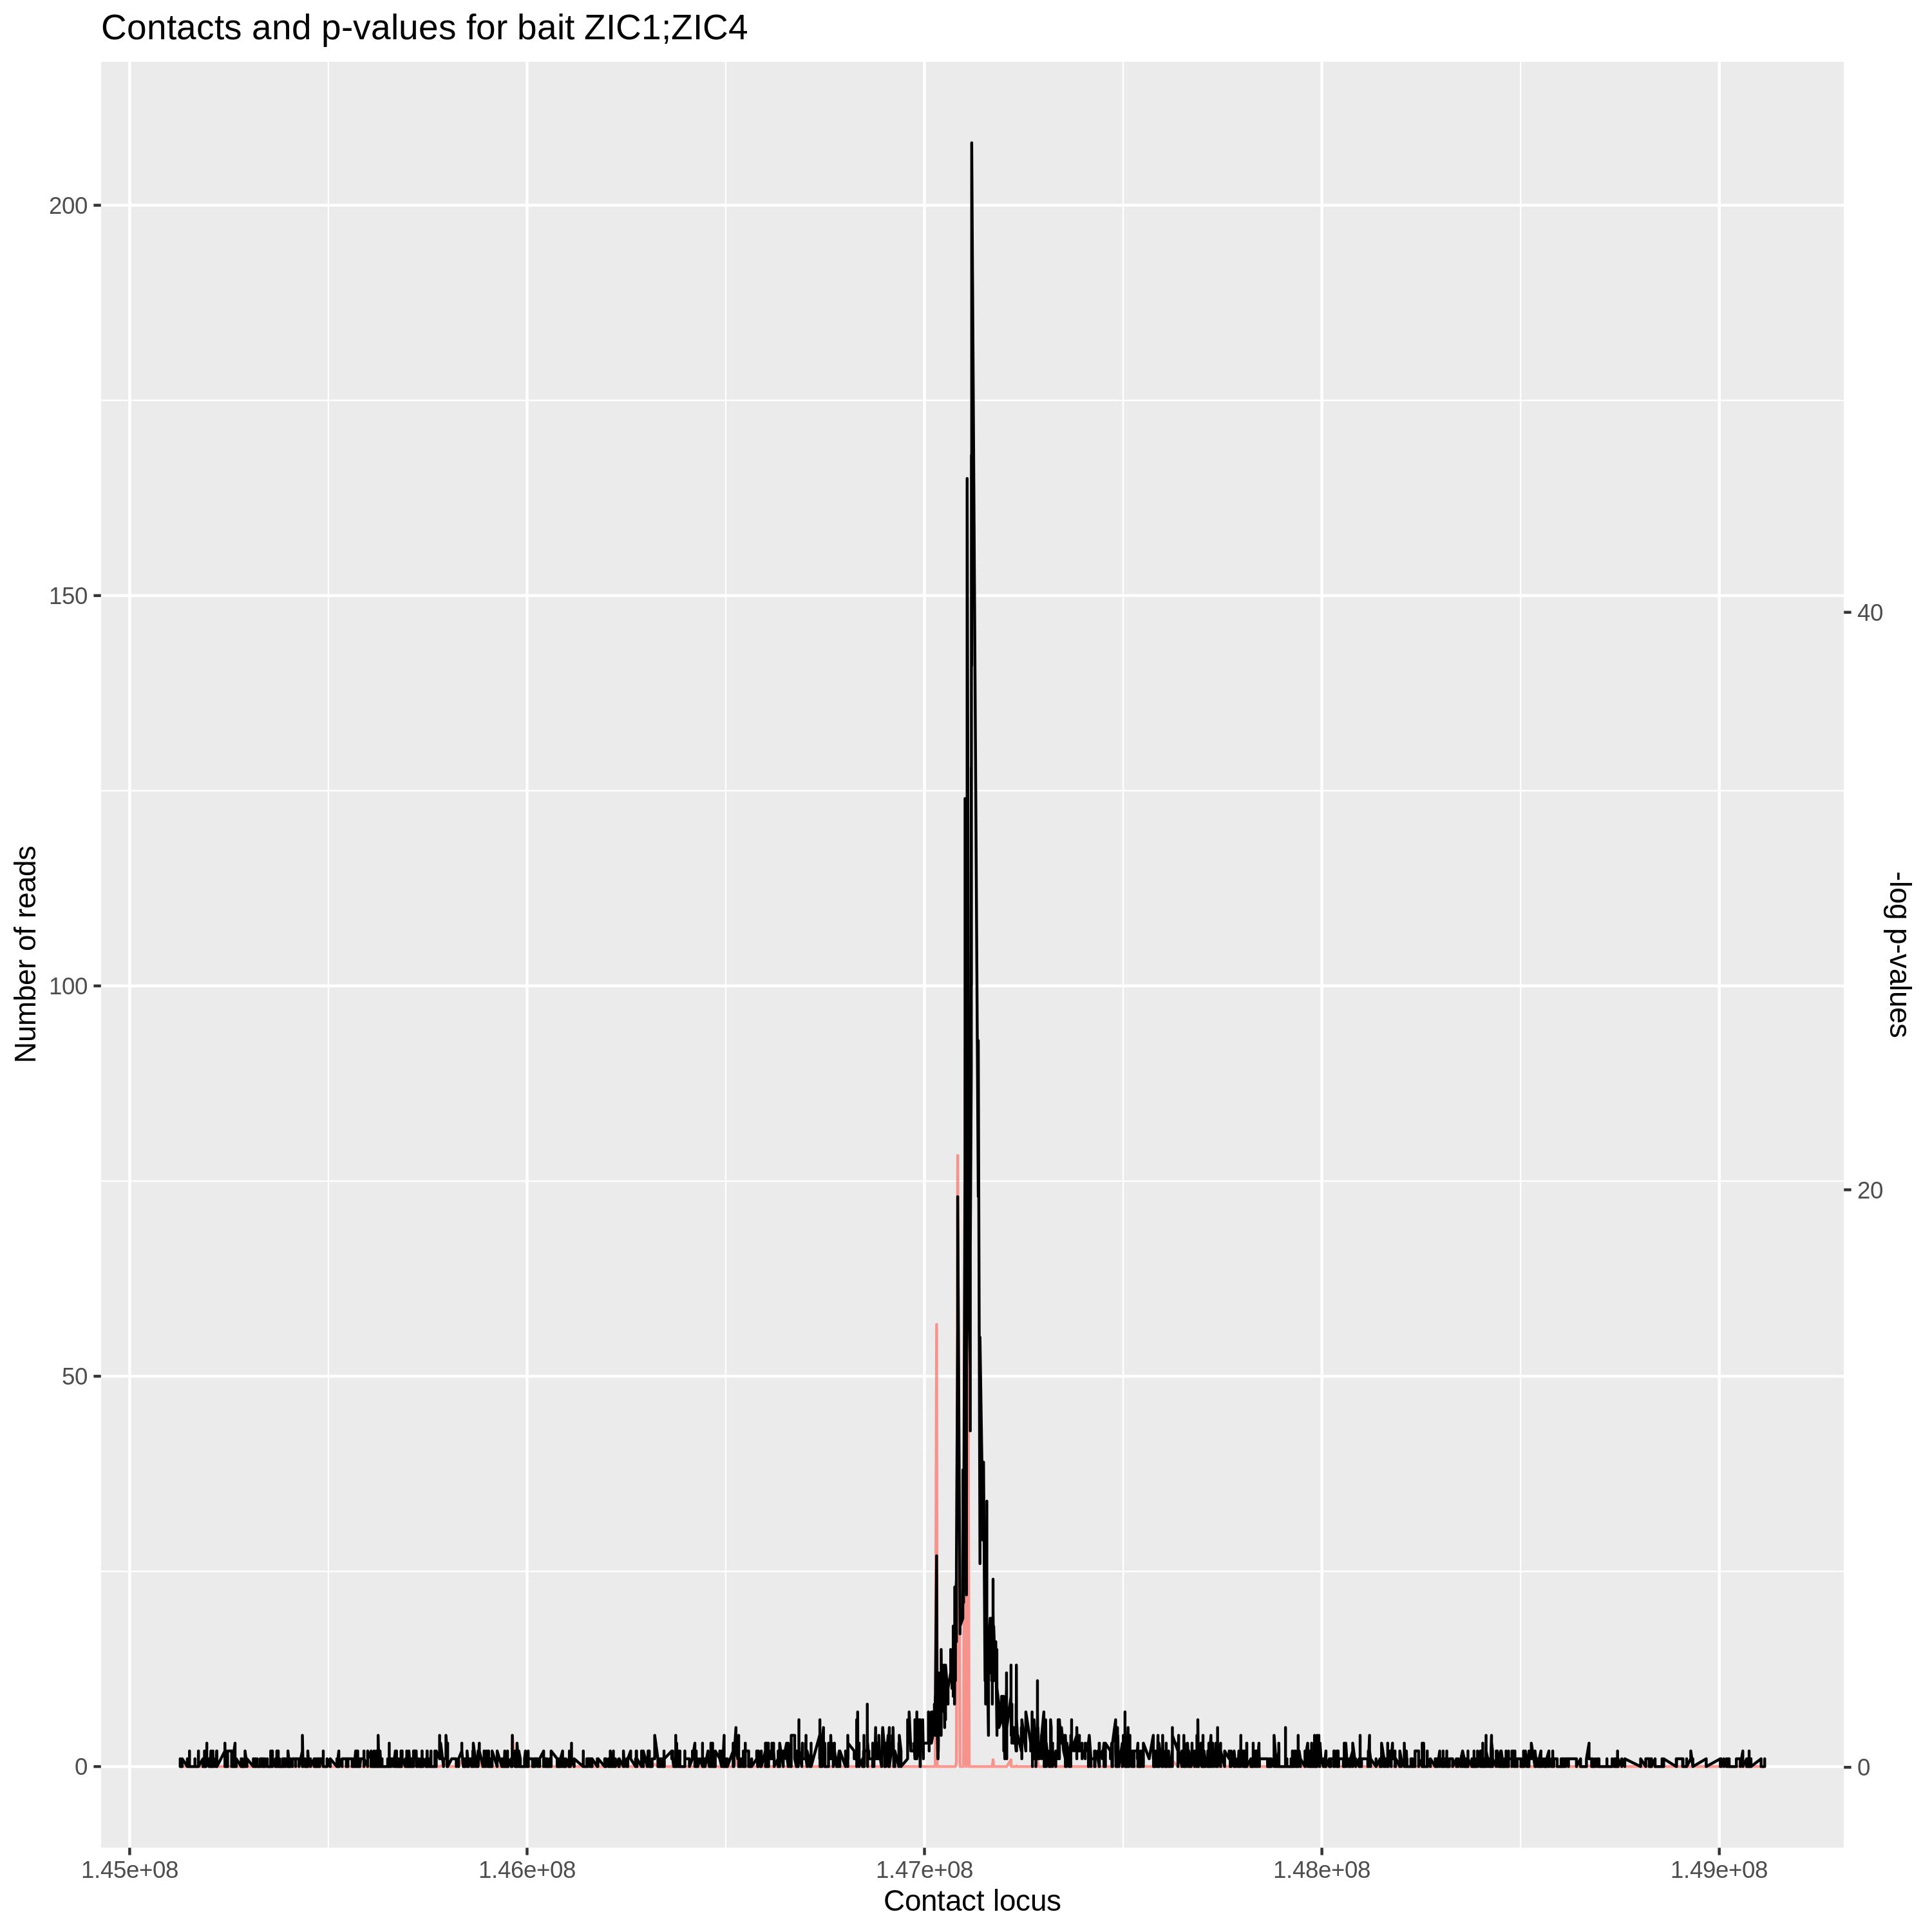 Contacts and p-values for bait ZIC1;ZIC4
200
150
100
50
0
Number of reads
40
20
0
-log p-values
1.45e+08
1.46e+08
1.47e+08
1.48e+08
1.49e+08
Contact locus